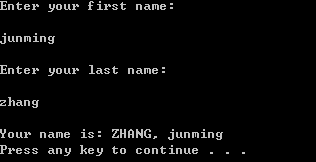 Enter your first name:
junming
Enter your last name:
zhang
Your name is: ZHANG, junming
Press any key to continue . . .